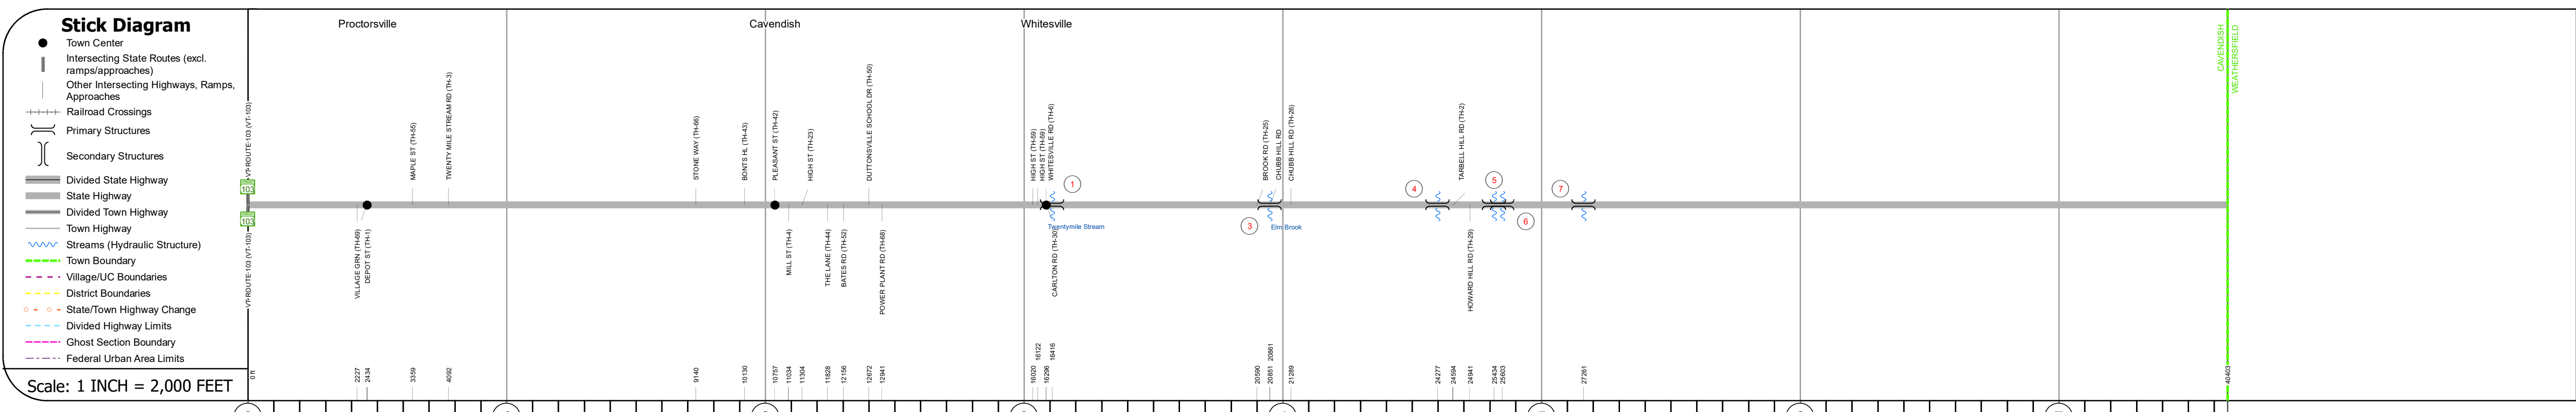 Stick Diagram
Town Center
Intersecting State Routes (excl.
ramps/approaches)
Other Intersecting Highways, Ramps,
Approaches
Railroad Crossings
Primary Structures
Secondary Structures
Divided State Highway
State Highway
Divided Town Highway
Town Highway
Streams (Hydraulic Structure)
Town Boundary
Village/UC Boundaries
District Boundaries
State/Town Highway Change
Divided Highway Limits
Ghost Section Boundary
Federal Urban Area Limits
Scale: 1 INCH = 2,000 FEET
Proctorsville
Cavendish
Whitesville
CAVENDISH
WEATHERSFIELD
VT-ROUTE-103 (VT-103)
MAPLE ST (TH-55)
TWENTY MILE STREAM RD (TH-3)
STONE WAY (TH-66)
BONTS HL (TH-43)
PLEASANT ST (TH-42)
HIGH ST (TH-23)
DUTTONSVILLE SCHOOL DR (TH-50)
HIGH ST (TH-59)
HIGH ST (TH-59)
WHITESVILLE RD (TH-6)
BROOK RD (TH-25)
CHUBB HILL RD
CHUBB HILL RD (TH-26)
TARBELL HILL RD (TH-2)
103
103
1
3
4
5
6
7
Twentymile Stream
Elm Brook
VT-ROUTE-103 (VT-103)
VILLAGE GRN (TH-69)
DEPOT ST (TH-1)
MILL ST (TH-4)
THE LANE (TH-44)
BATES RD (TH-52)
POWER PLANT RD (TH-68)
CARLTON RD (TH-30)
HOWARD HILL RD (TH-29)
0 ft
2227
2434
3359
4092
9140
10130
10757
11034
11304
11828
12156
12672
12941
16020
16122
16296
16416
20590
20851
20861
21289
24277
24594
24941
25434
25603
27261
40403